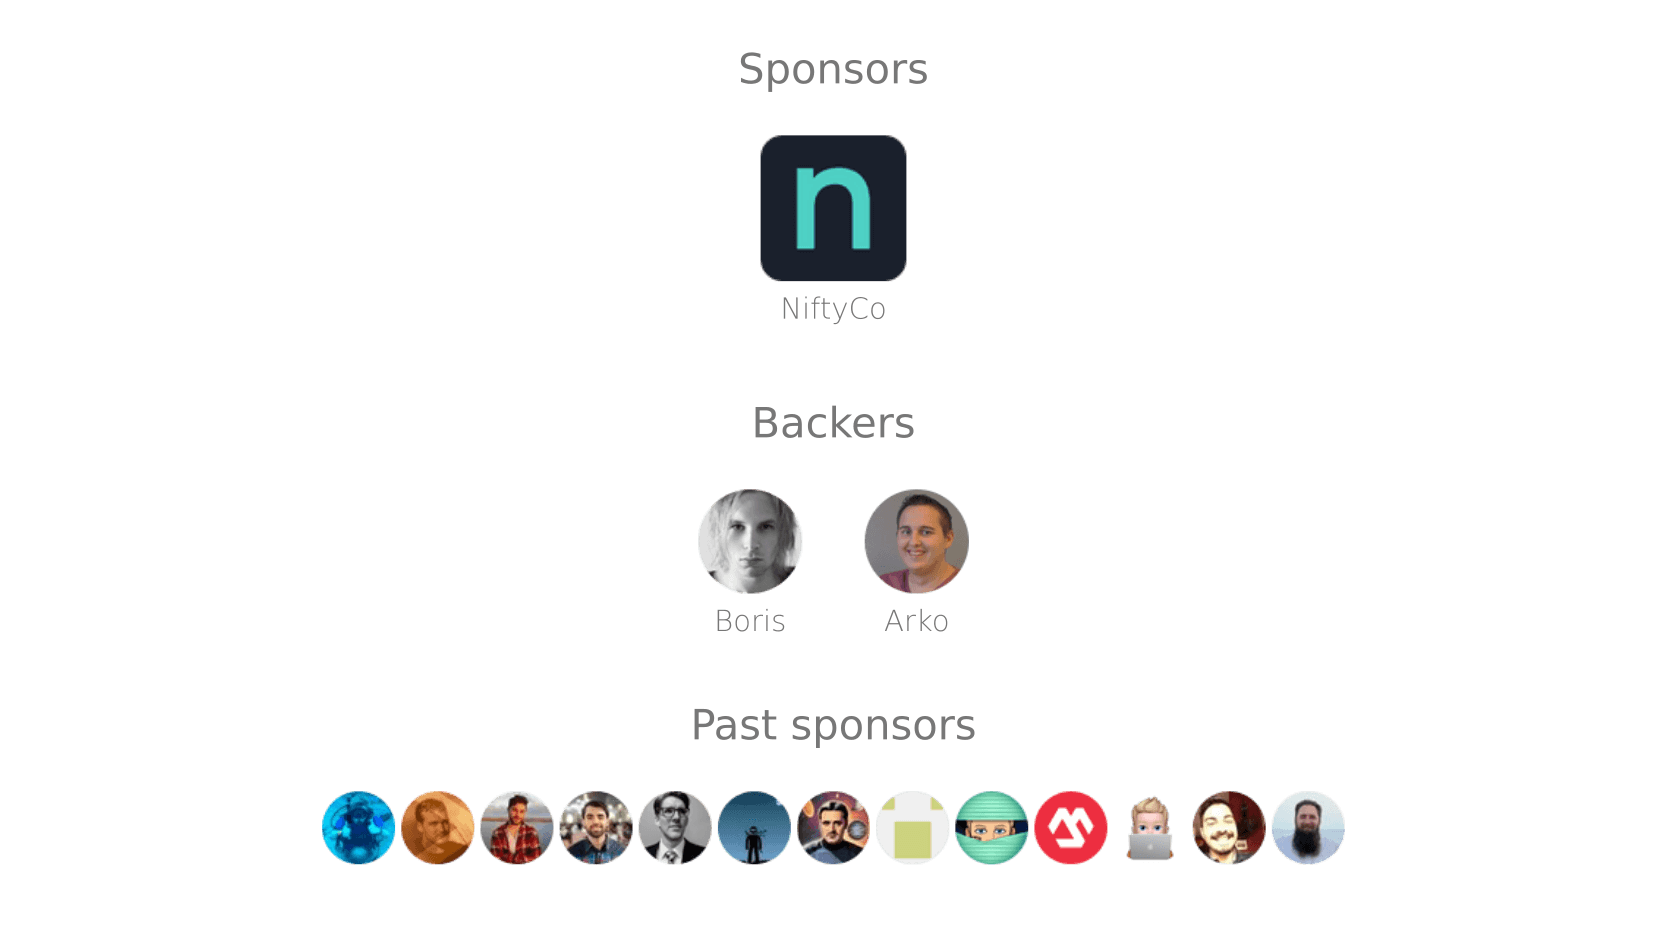 Sponsors
n
NiftyCo
Backers
Boris
Arko
Past sponsors